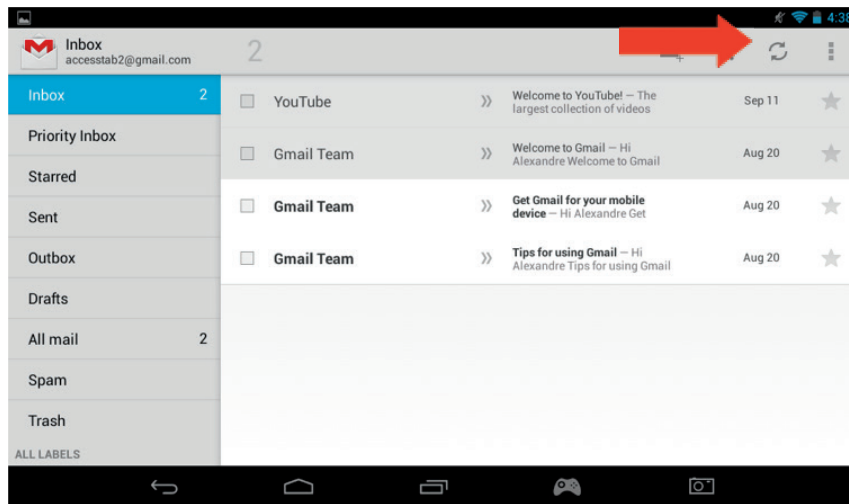 4:38
Inbox
accesstab2@gmail.com
2
Inbox 2
Priority Inbox
Starred
Sent
Outbox
Drafts
All mail 2
Spam
Trash
ALL LABELS
YouTube Welcome to YouTube! — The Sep 11
largest collection of videos
Gmail Team Welcome to Gmail — Hi Aug 20
Alexandre Welcome to Gmail
Gmail Team Get Gmail for your mobile Aug 20
device — Hi Alexandre Get
Gmail Team Tips for using Gmail — Hi Aug 20
Alexandre Tips for using Gmail